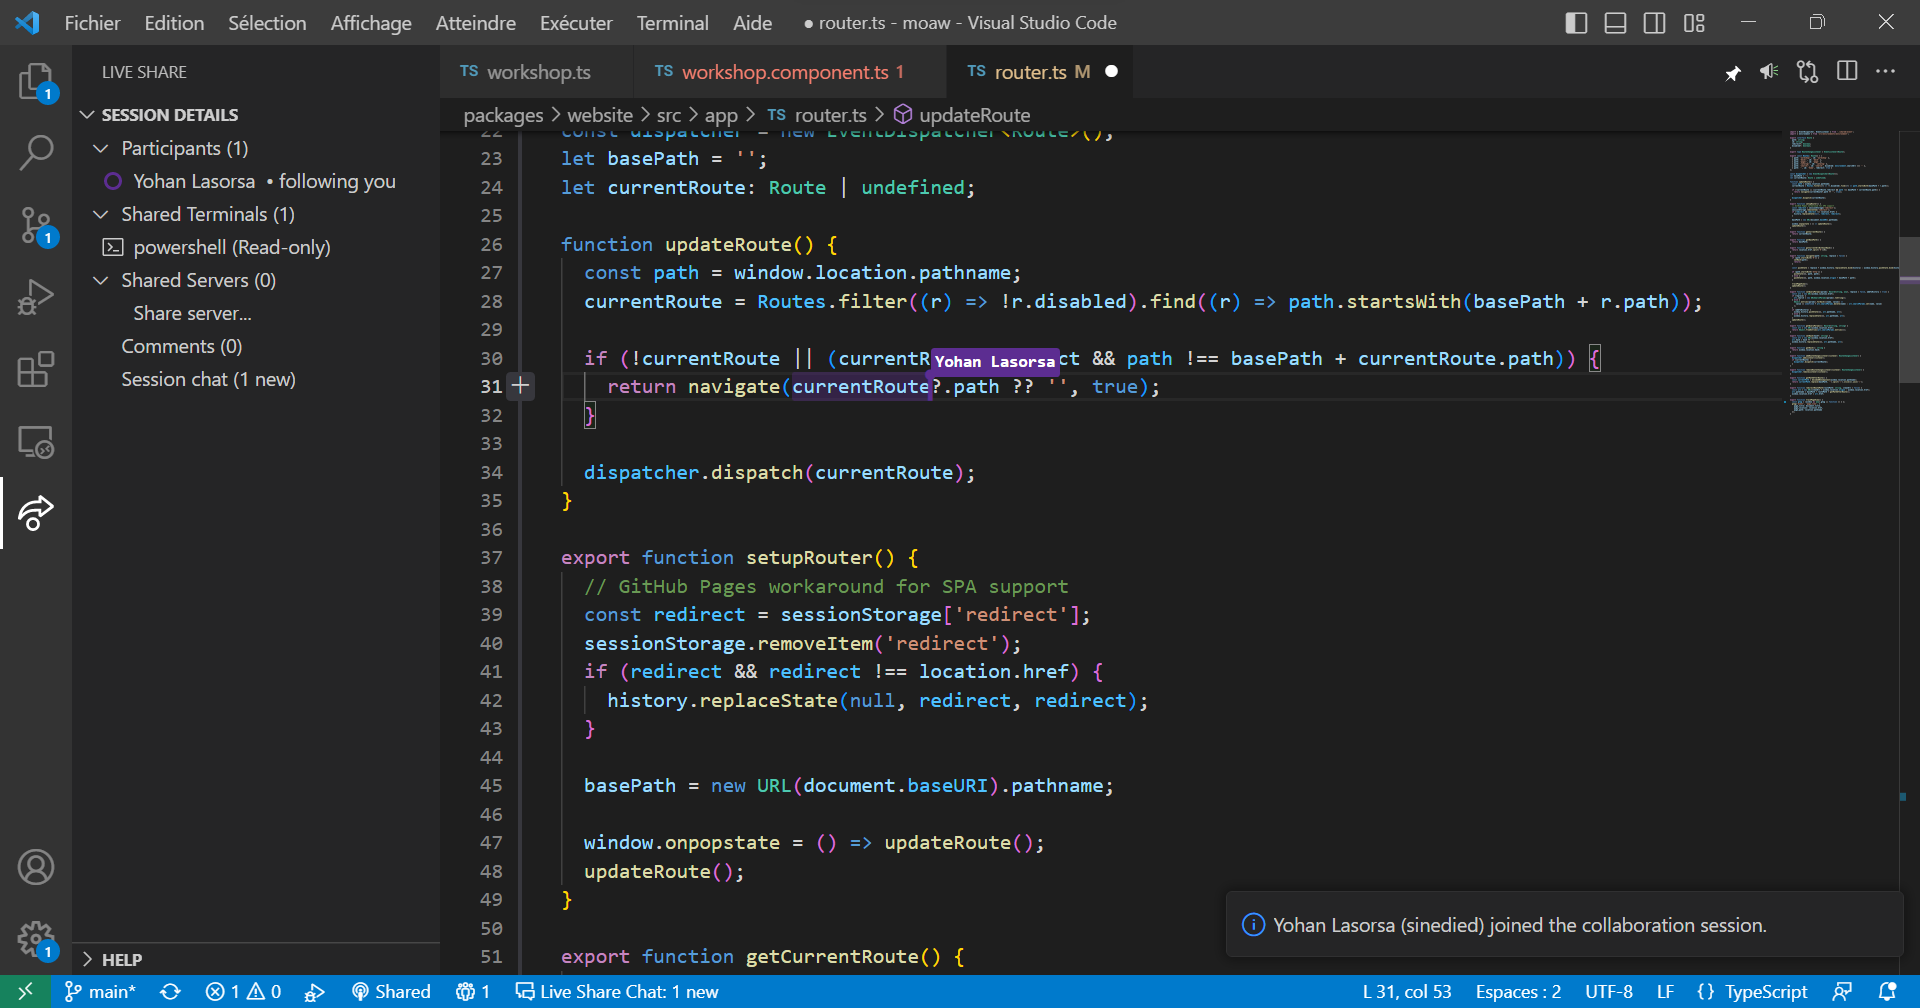 Fichier Edition Sélection Affichage Atteindre Exécuter Terminal Aide ● router.ts - moaw - Visual Studio Code
LIVE SHARE
SESSION DETAILS
Participants (1)
Yohan Lasorsa • following you
Shared Terminals (1)
powershell (Read-only)
Shared Servers (0)
Share server...
Comments (0)
Session chat (1 new)
HELP
1
1
1
TS workshop.ts TS workshop.component.ts 1 TS router.ts M
packages > website > src > app > TS router.ts > updateRoute
22 const dispatcher = new EventDispatcher<Route>();
23 let basePath = '';
24 let currentRoute: Route | undefined;
25
26 function updateRoute() {
27 const path = window.location.pathname;
28 currentRoute = Routes.filter((r) => !r.disabled).find((r) => path.startsWith(basePath + r.path));
29
30 if (!currentRoute || (currentR Yohan Lasorsa ct && path !== basePath + currentRoute.path)) {
31 return navigate(currentRoute?.path ?? '', true);
32 }
33
34 dispatcher.dispatch(currentRoute);
35 }
36
37 export function setupRouter() {
38 // GitHub Pages workaround for SPA support
39 const redirect = sessionStorage['redirect'];
40 sessionStorage.removeItem('redirect');
41 if (redirect && redirect !== location.href) {
42 history.replaceState(null, redirect, redirect);
43 }
44
45 basePath = new URL(document.baseURI).pathname;
46
47 window.onpopstate = () => updateRoute();
48 updateRoute();
49 }
50
51 export function getCurrentRoute() {
Yohan Lasorsa (sinedied) joined the collaboration session.
main* 1 0 Shared 1 Live Share Chat: 1 new L 31, col 53 Espaces : 2 UTF-8 LF {} TypeScript